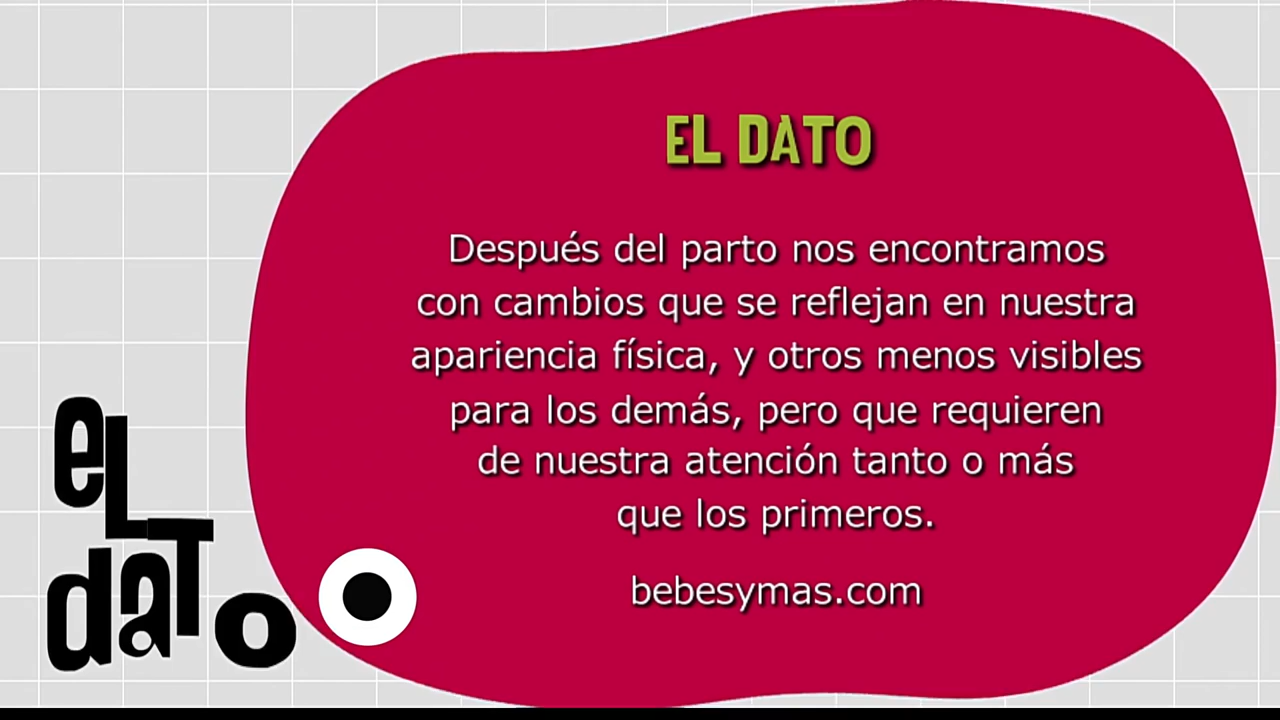 EL DATO
Después del parto nos encontramos
con cambios que se reflejan en nuestra
apariencia física, y otros menos visibles
para los demás, pero que requieren
de nuestra atención tanto o más
que los primeros.
bebesymas.com
eL
daTo